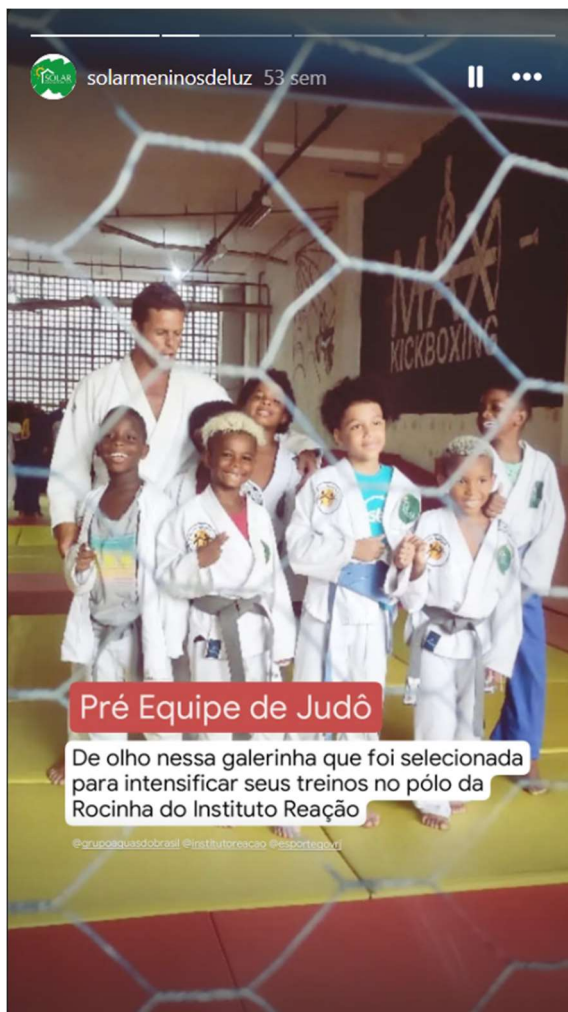 SOLAR
solarmeninosdeluz 53 sem
MAX
KICKBOXING
Pré Equipe de Judô
De olho nessa galerinha que foi selecionada
para intensificar seus treinos no pólo da
Rocinha do Instituto Reação
@grupoaguasdobrasil @institutoreacao @esportegovrj